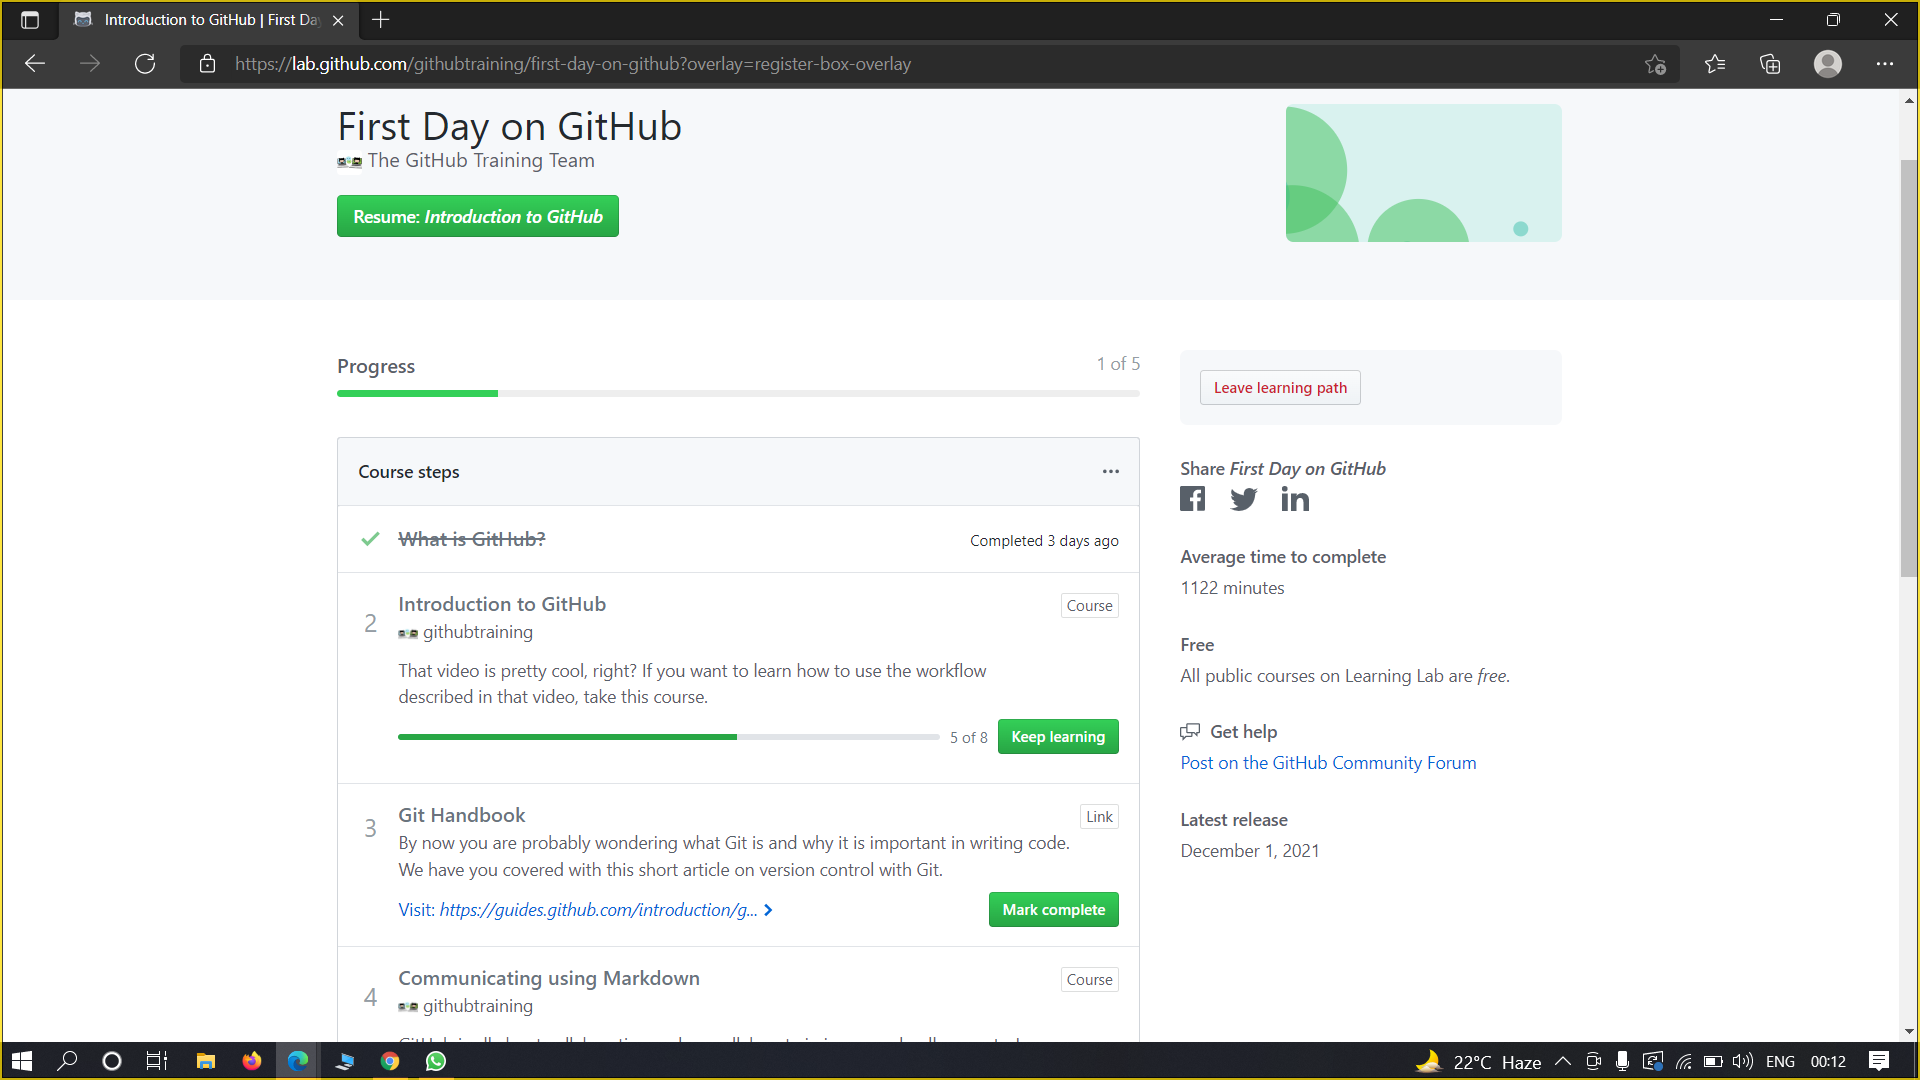 Introduction to GitHub | First Da
https://lab.github.com/githubtraining/first-day-on-github?overlay=register-box-overlay
First Day on GitHub
The GitHub Training Team
Resume: Introduction to GitHub
Progress
1 of 5
Leave learning path
Course steps
Share First Day on GitHub
What is GitHub?
Completed 3 days ago
Average time to complete
1122 minutes
2
Introduction to GitHub
Course
githubtraining
That video is pretty cool, right? If you want to learn how to use the workflow
described in that video, take this course.
5 of 8
Keep learning
Free
All public courses on Learning Lab are free.
Get help
Post on the GitHub Community Forum
3
Git Handbook
Link
By now you are probably wondering what Git is and why it is important in writing code.
We have you covered with this short article on version control with Git.
Visit: https://guides.github.com/introduction/g...
Mark complete
Latest release
December 1, 2021
4
Communicating using Markdown
Course
githubtraining
22°C Haze
ENG
00:12